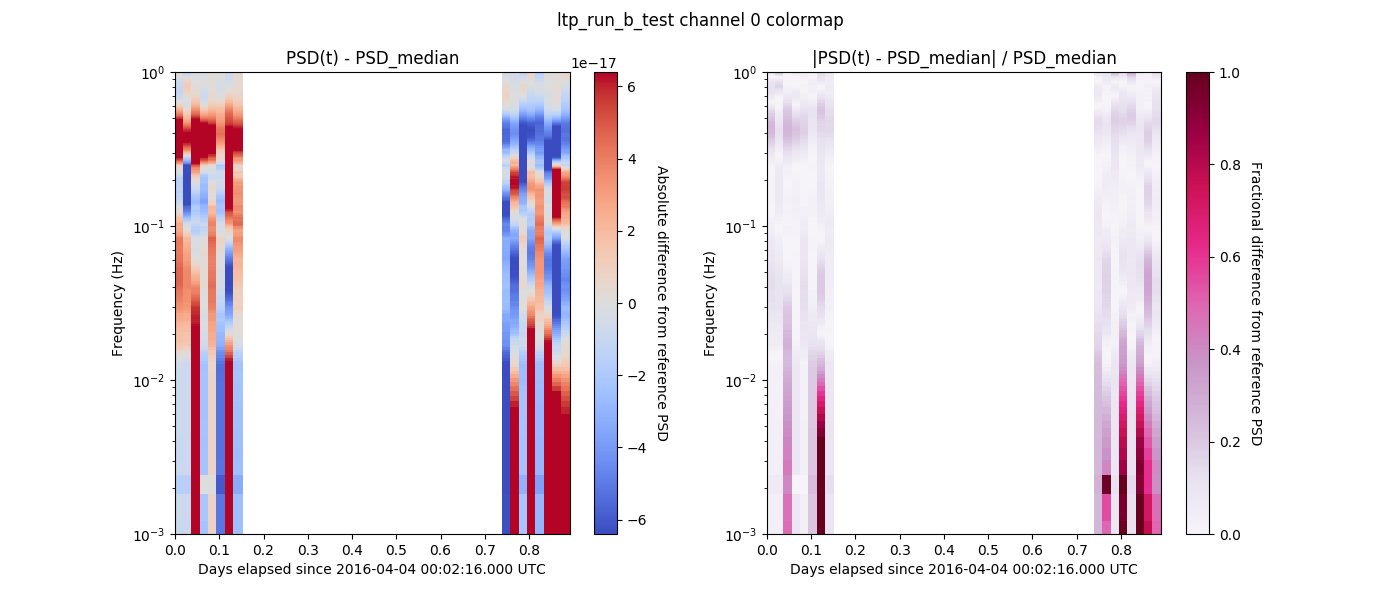 ltp_run_b_test channel 0 colormap
PSD(t) - PSD_median
1e−17
10^0
10^−1
10^−2
10^−3
Frequency (Hz)
0.0 0.1 0.2 0.3 0.4 0.5 0.6 0.7 0.8
Days elapsed since 2016-04-04 00:02:16.000 UTC
6
4
2
0
−2
−4
−6
Absolute difference from reference PSD
|PSD(t) - PSD_median| / PSD_median
10^0
10^−1
10^−2
10^−3
Frequency (Hz)
0.0 0.1 0.2 0.3 0.4 0.5 0.6 0.7 0.8
Days elapsed since 2016-04-04 00:02:16.000 UTC
1.0
0.8
0.6
0.4
0.2
0.0
Fractional difference from reference PSD